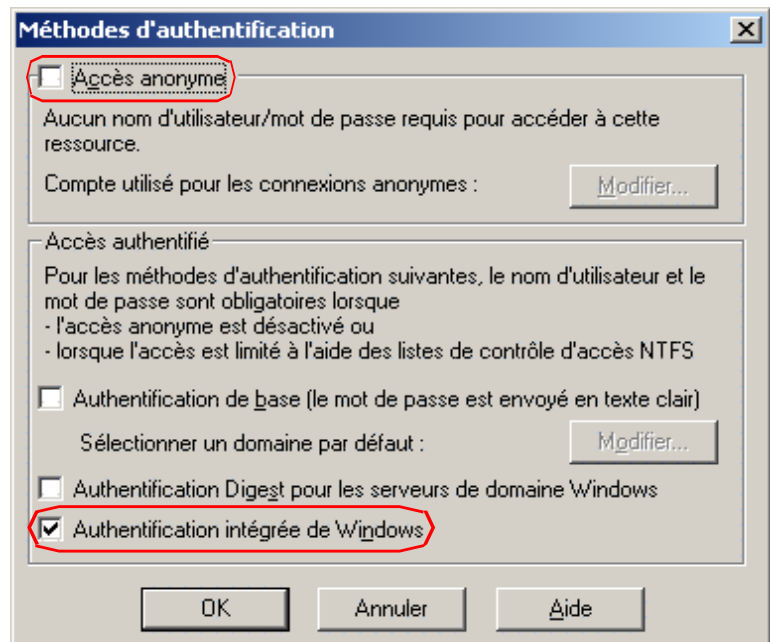 Méthodes d'authentification
Accès anonyme
Aucun nom d'utilisateur/mot de passe requis pour accéder à cette
ressource.
Compte utilisé pour les connexions anonymes :
Modifier...
Accès authentifié
Pour les méthodes d'authentification suivantes, le nom d'utilisateur et le
mot de passe sont obligatoires lorsque
- l'accès anonyme est désactivé ou
- lorsque l'accès est limité à l'aide des listes de contrôle d'accès NTFS
Authentification de base (le mot de passe est envoyé en texte clair)
Sélectionner un domaine par défaut :
Modifier...
Authentification Digest pour les serveurs de domaine Windows
Authentification intégrée de Windows
OK
Annuler
Aide